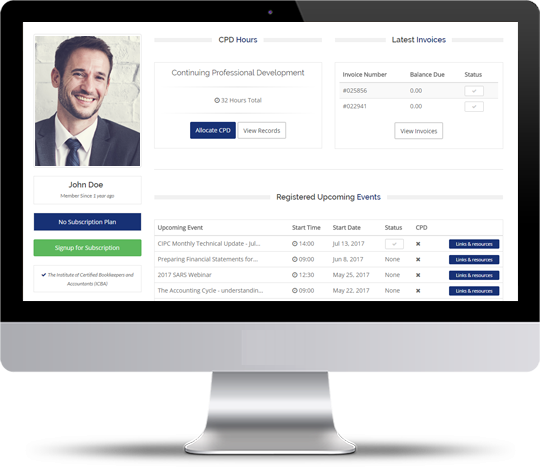 CPD Hours
Latest Invoices
Continuing Professional Development
32 Hours Total
Allocate CPD
View Records
Invoice Number Balance Due Status
#025856 0.00
#022941 0.00
View Invoices
John Doe
Member Since 1 year ago
No Subscription Plan
Signup for Subscription
The Institute of Certified Bookkeepers and
Accountants (ICBA)
Registered Upcoming Events
Upcoming Event Start Time Start Date Status CPD
CIPC Monthly Technical Update - Jul... 14:00 Jul 13, 2017 Links & resources
Preparing Financial Statements for... 09:00 Jun 8, 2017 None Links & resources
2017 SARS Webinar 12:30 May 25, 2017 None Links & resources
The Accounting Cycle - understandin... 09:00 May 22, 2017 None Links & resources